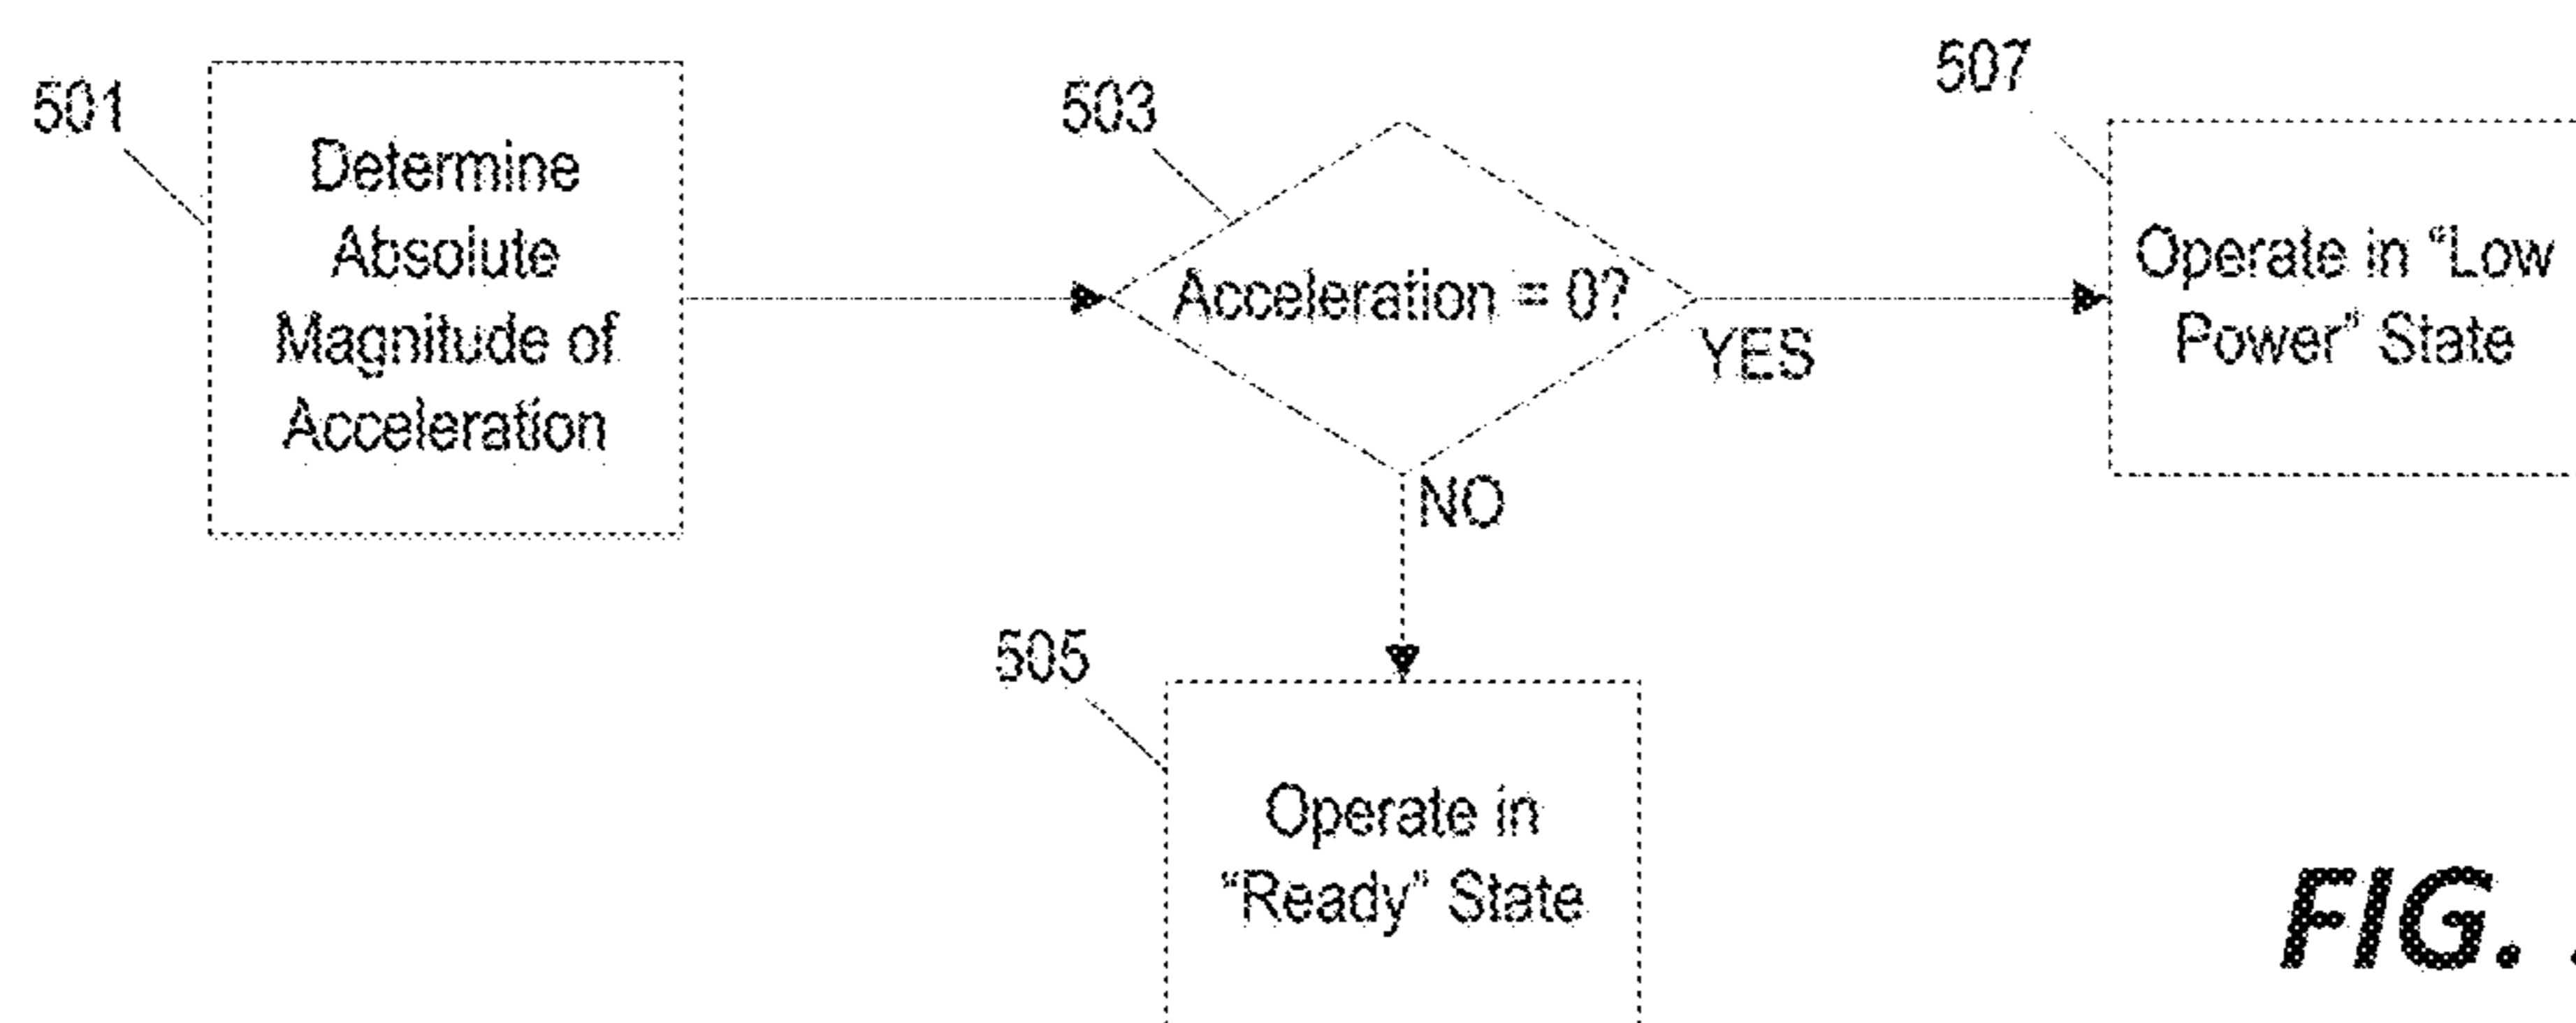 501
Determine
Absolute
Magnitude of
Acceleration
503
Acceleration = 0?
YES
NO
507
Operate in "Low
Power" State
505
Operate in
"Ready" State
FIG.